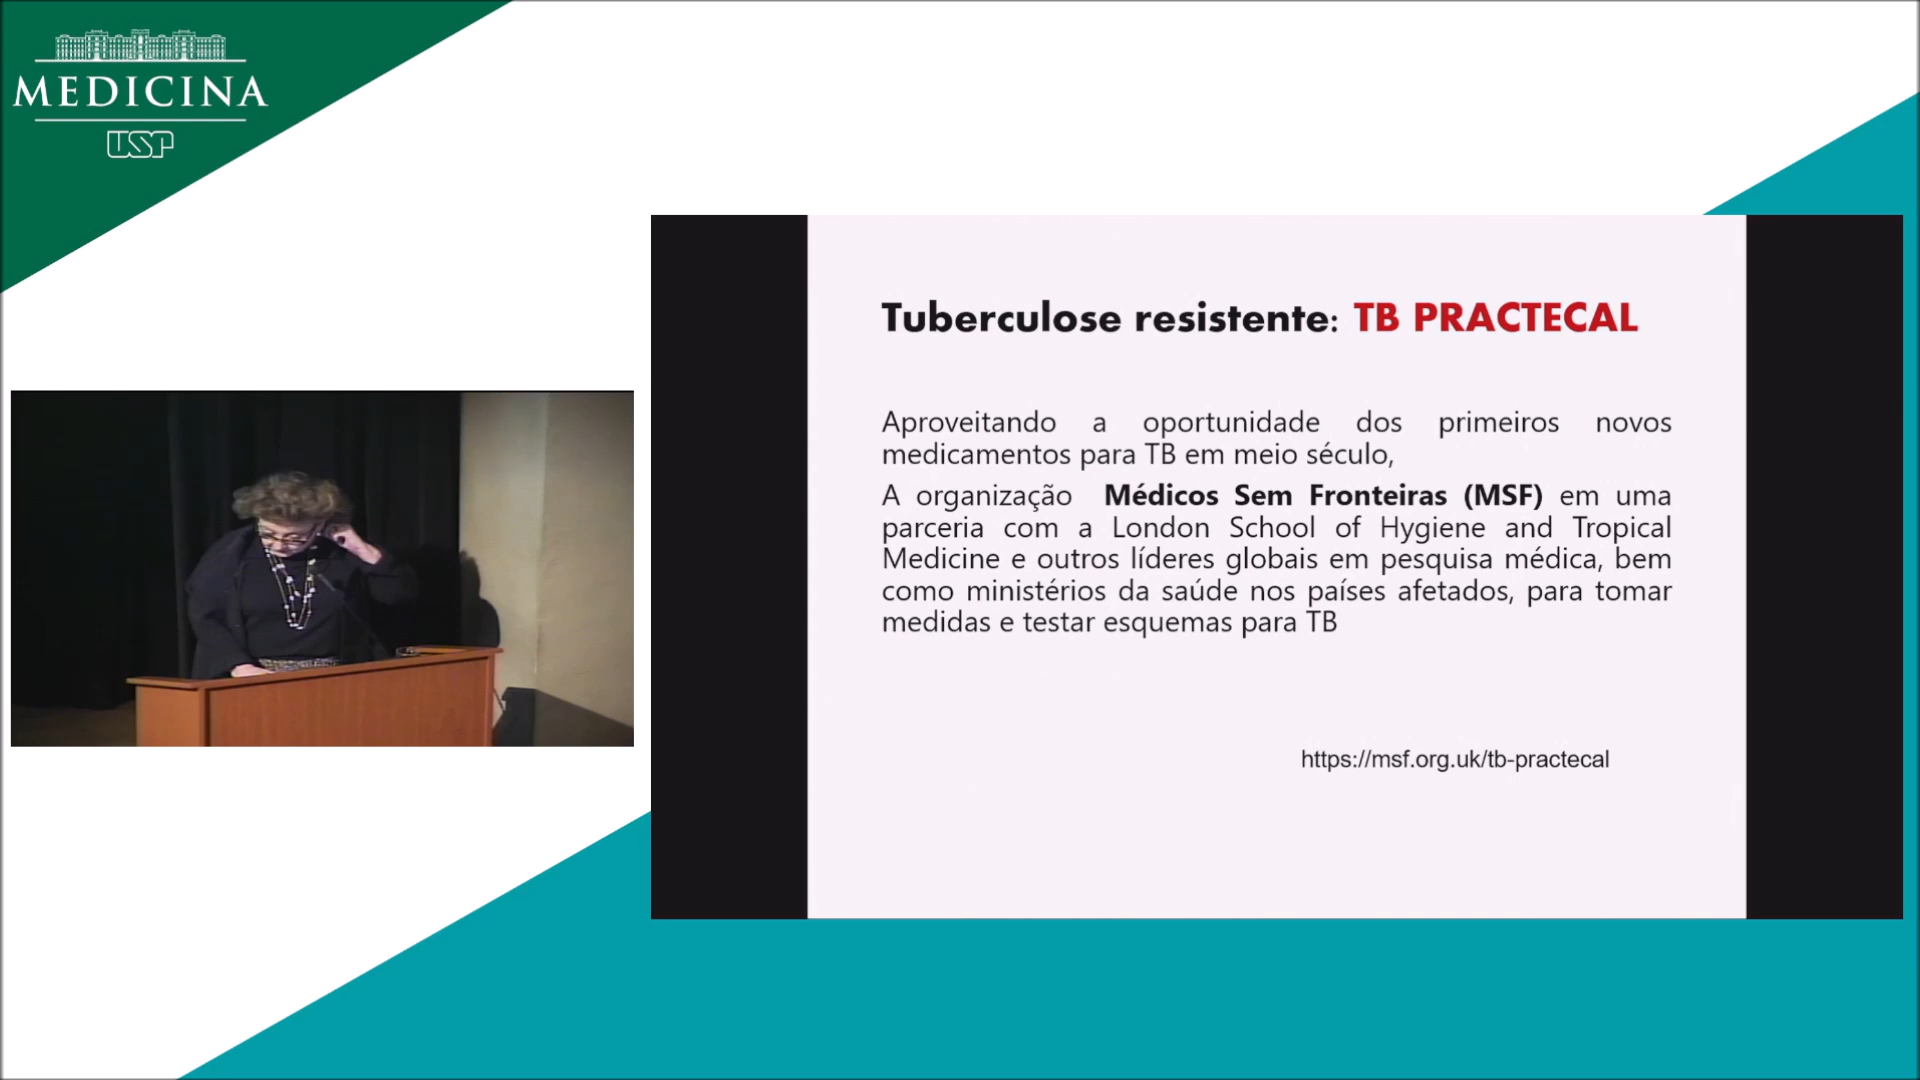 MEDICINA
USP
Tuberculose resistente: TB PRACTECAL
Aproveitando a oportunidade dos primeiros novos
medicamentos para TB em meio século,
A organização Médicos Sem Fronteiras (MSF) em uma
parceria com a London School of Hygiene and Tropical
Medicine e outros líderes globais em pesquisa médica, bem
como ministérios da saúde nos países afetados, para tomar
medidas e testar esquemas para TB
https://msf.org.uk/tb-practecal